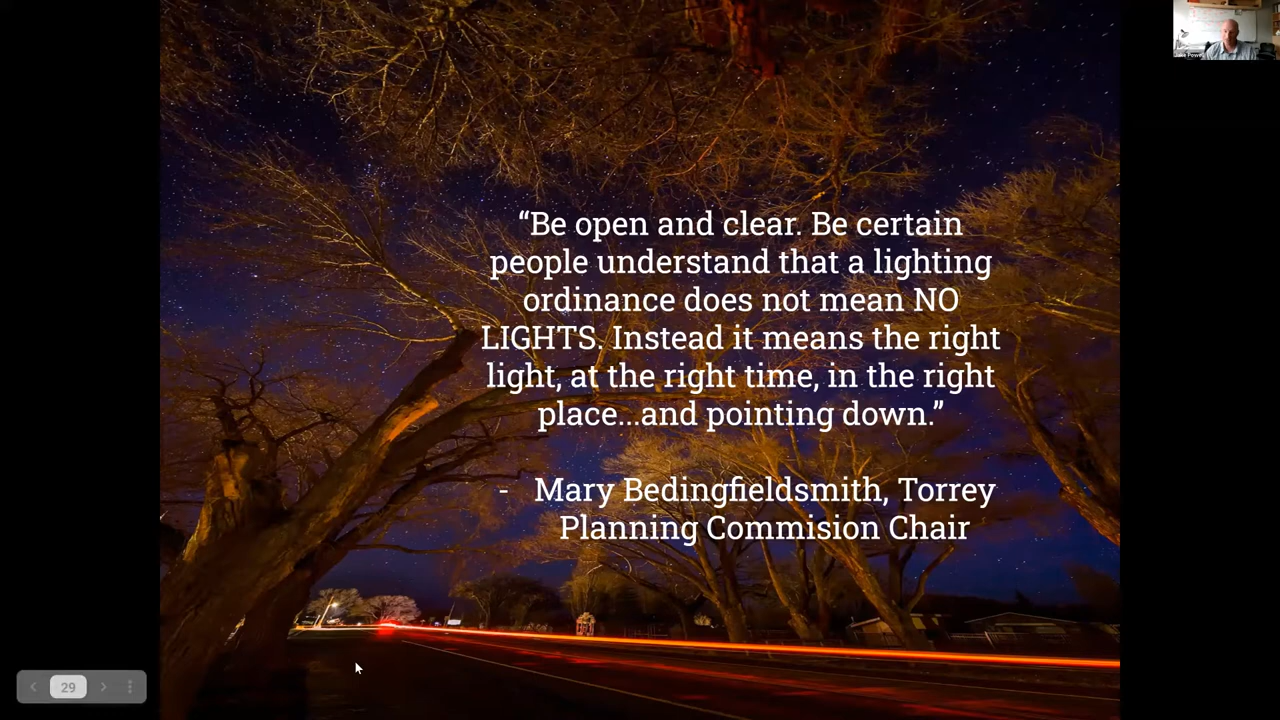 “Be open and clear. Be certain
people understand that a lighting
ordinance does not mean NO
LIGHTS. Instead it means the right
light, at the right time, in the right
place...and pointing down.”
- Mary Bedingfieldsmith, Torrey
Planning Commision Chair
29